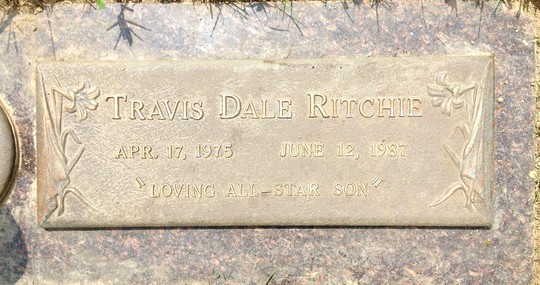 TRAVIS DALE RITCHIE
APR. 17, 1975 JUNE 12, 1987
"LOVING ALL-STAR SON"